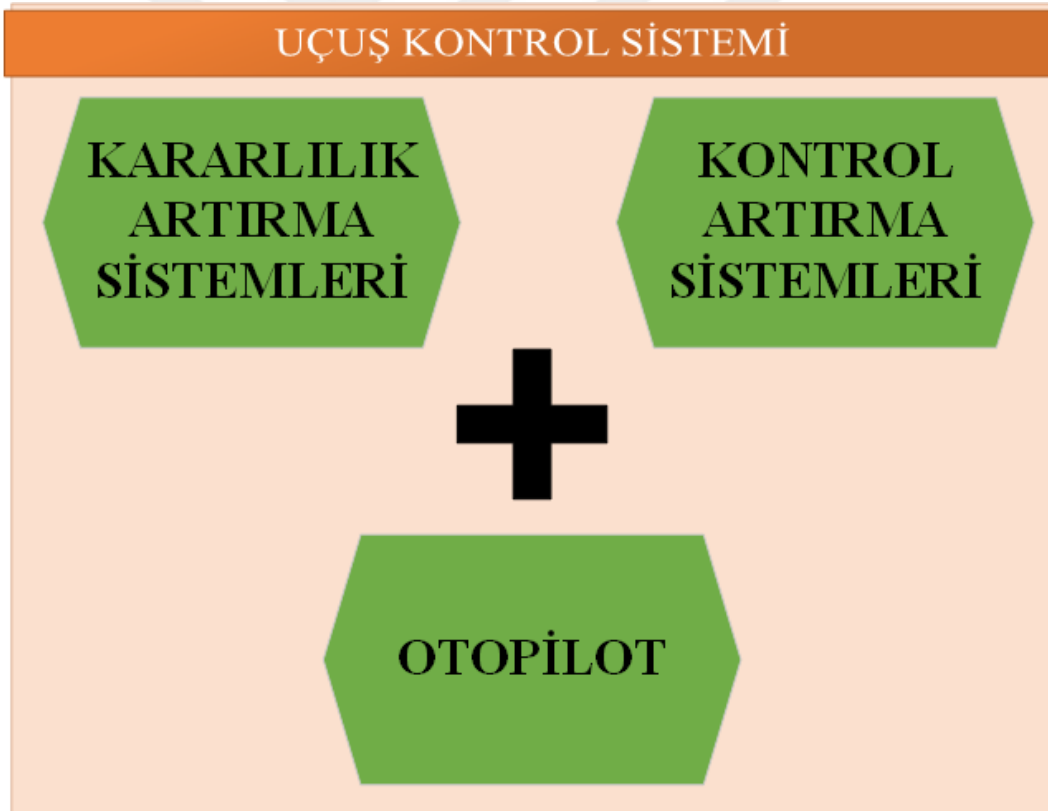 UÇUŞ KONTROL SİSTEMİ
KARARLILIK
ARTIRMA
SİSTEMLERİ
KONTROL
ARTIRMA
SİSTEMLERİ
OTOPİLOT